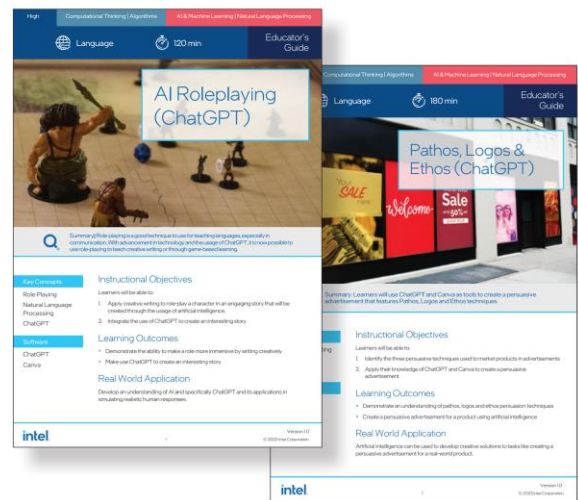 High
Computational Thinking | Algorithms
AI & Machine Learning | Natural Language Processing
Language
120 min
Educator's
Guide
AI Roleplaying
(ChatGPT)
Summary: Role-playing is a good technique to use for teaching languages, especially in
communication. With advancement in technology and the usage of ChatGPT, it is now possible to
use role-playing to teach creative writing or through game based learning.
Key Concepts
Role Playing
Natural Language
Processing
ChatGPT
Software
ChatGPT
Canva
Instructional Objectives
Learners will be able to:
1. Apply creative writing to role-play a character in an engaging story that will be
created through the usage of artificial intelligence.
2. Integrate the use of ChatGPT to create an interesting story
Learning Outcomes
• Demonstrate the ability to make a role more immersive by writing creatively
• Make use ChatGPT to create an interesting story
Real World Application
Develop an understanding of AI and specifically ChatGPT and its applications in
simulating realistic human responses.
intel
1
Version 1.0
© 2023 Intel Corporation
Computational Thinking | Algorithms
AI & Machine Learning | Natural Language Processing
Language
180 min
Educator's
Guide
Pathos, Logos &
Ethos (ChatGPT)
Your
SALE
Welcome
Sale
Summary: Learners will use ChatGPT and Canva as tools to create a persuasive
advertisement that features Pathos, Logos and Ethos techniques
Instructional Objectives
Learners will be able to:
1. Identify the three persuasive techniques used to market products in advertisements
2. Apply their knowledge of ChatGPT and Canva to create a persuasive
advertisement
Learning Outcomes
• Demonstrate an understanding of pathos, logos and ethos persuasion techniques
• Create a persuasive advertisement for a product using artificial intelligence
Real World Application
Artificial intelligence can be used to develop creative solutions to tasks like creating a
persuasive advertisement for a real-world product.
intel
1
Version 1.0
© 2023 Intel Corporation